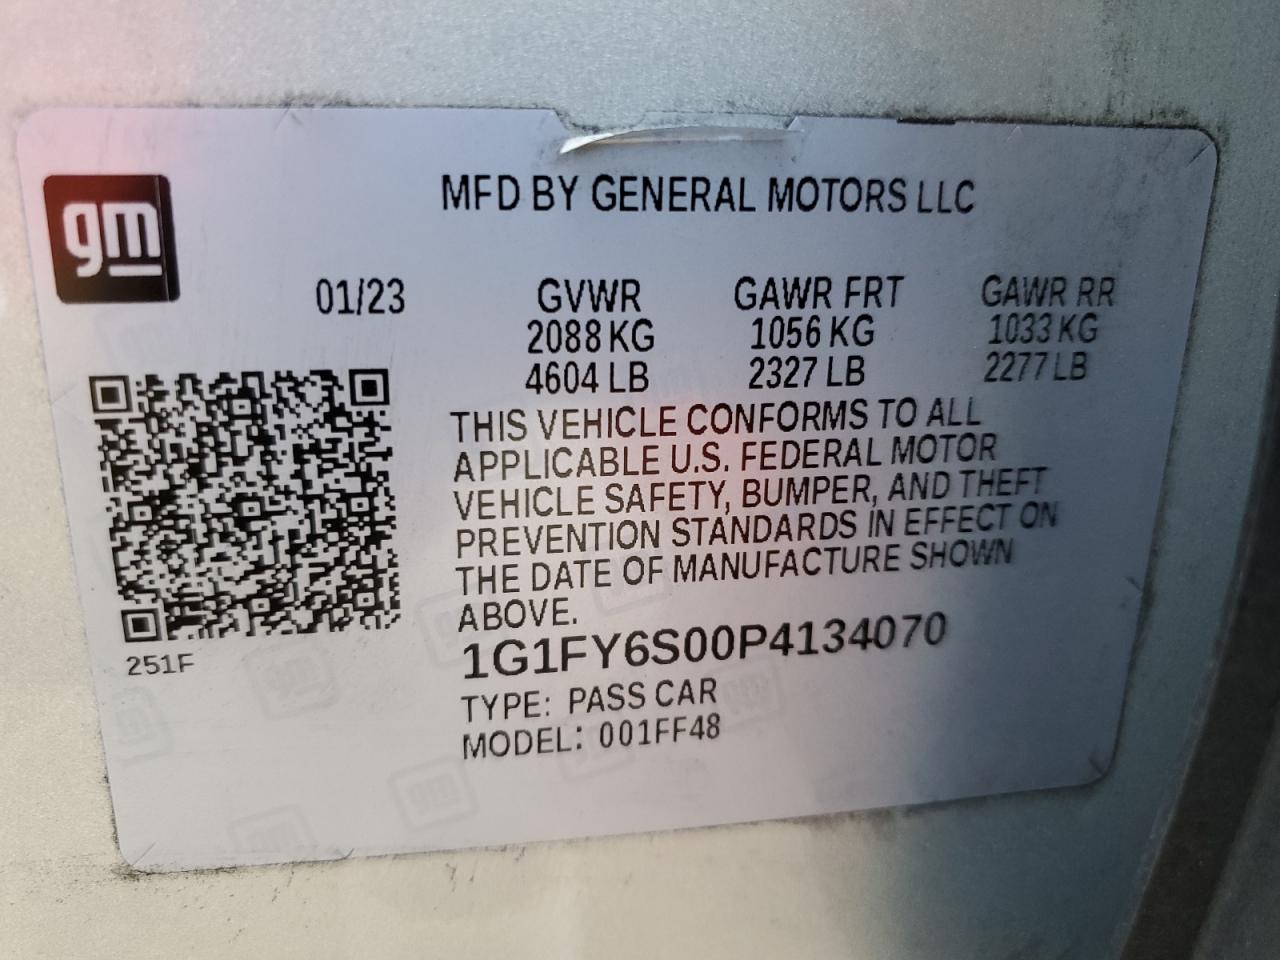 gm
MFD BY GENERAL MOTORS LLC
01/23 GVWR GAWR FRT GAWR RR
2088 KG 1056 KG 1033 KG
4604 LB 2327 LB 2277 LB
THIS VEHICLE CONFORMS TO ALL
APPLICABLE U.S. FEDERAL MOTOR
VEHICLE SAFETY, BUMPER, AND THEFT
PREVENTION STANDARDS IN EFFECT ON
THE DATE OF MANUFACTURE SHOWN
ABOVE.
251F
1G1FY6S00P4134070
TYPE: PASS CAR
MODEL: 001FF48